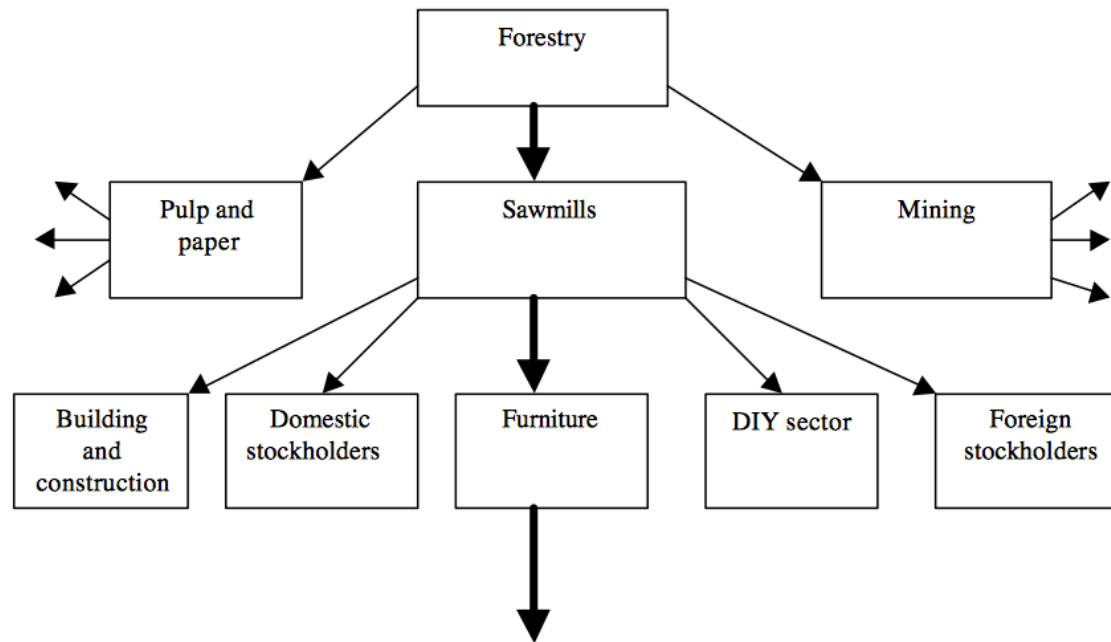 Forestry
Pulp and
paper
Sawmills
Mining
Building
and
construction
Domestic
stockholders
Furniture
DIY sector
Foreign
stockholders